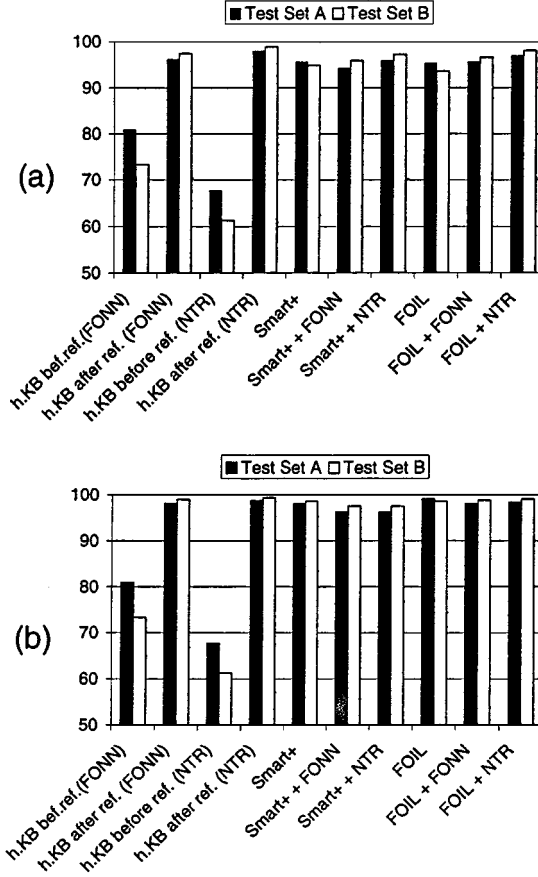 Test Set A Test Set B
100
90
80
70
60
50
(a)
h.KB bef.ref.(FONN)
h.KB after ref. (FONN)
h.KB before ref. (NTR)
h.KB after ref. (NTR)
Smart+
Smart+ + FONN
Smart+ + NTR
FOIL
FOIL + FONN
FOIL + NTR
Test Set A Test Set B
100
90
80
70
60
50
(b)
h.KB bef.ref.(FONN)
h.KB after ref. (FONN)
h.KB before ref. (NTR)
h.KB after ref. (NTR)
Smart+
Smart+ + FONN
Smart+ + NTR
FOIL
FOIL + FONN
FOIL + NTR